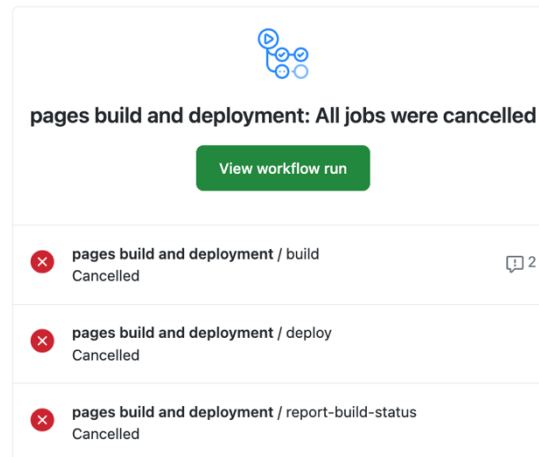 pages build and deployment: All jobs were cancelled
View workflow run
pages build and deployment / build
Cancelled
2
pages build and deployment / deploy
Cancelled
pages build and deployment / report-build-status
Cancelled